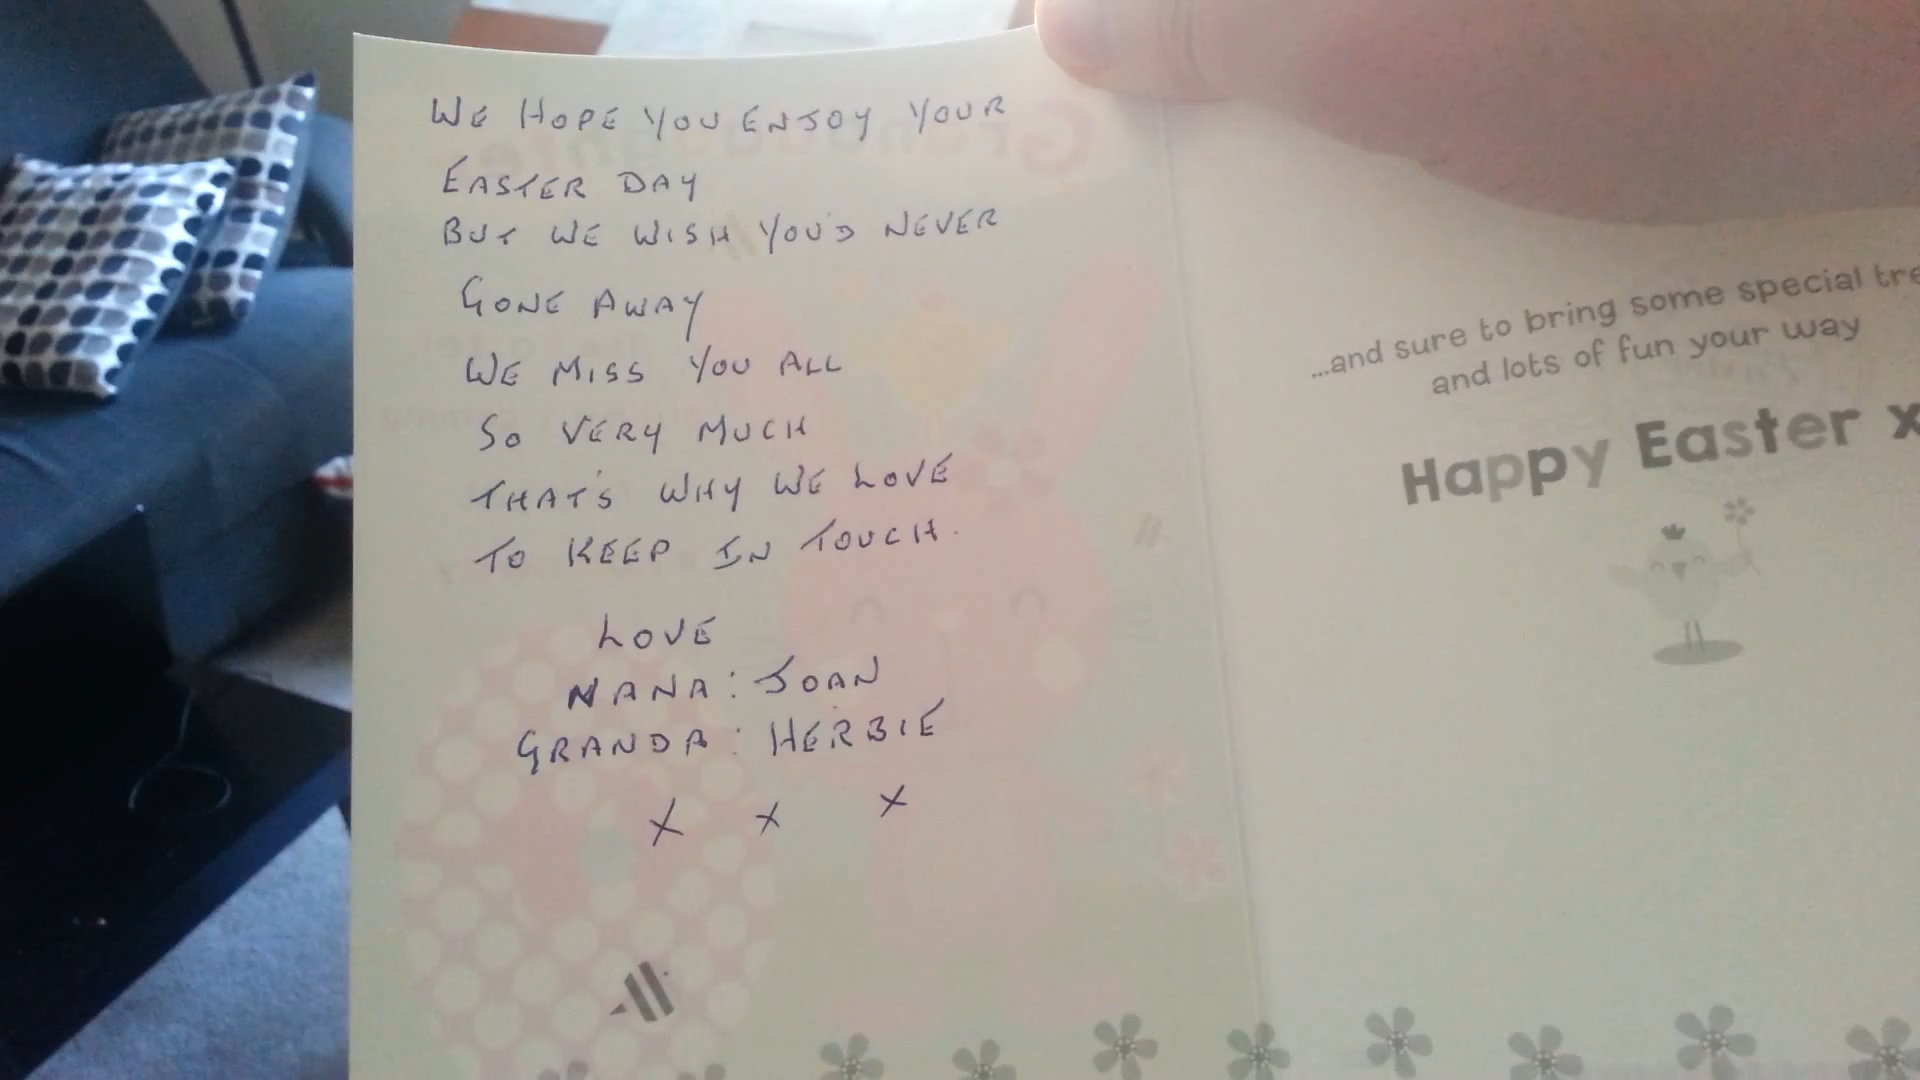 WE HOPE YOU ENJOY YOUR
EASTER DAY
BUT WE WISH YOU'D NEVER
GONE AWAY
WE MISS YOU ALL
SO VERY MUCH
THAT'S WHY WE LOVE
TO KEEP IN TOUCH.
LOVE
NANA: JOAN
GRANDA: HERBIE
X X X
...and sure to bring some special tre
and lots of fun your way
Happy Easter x